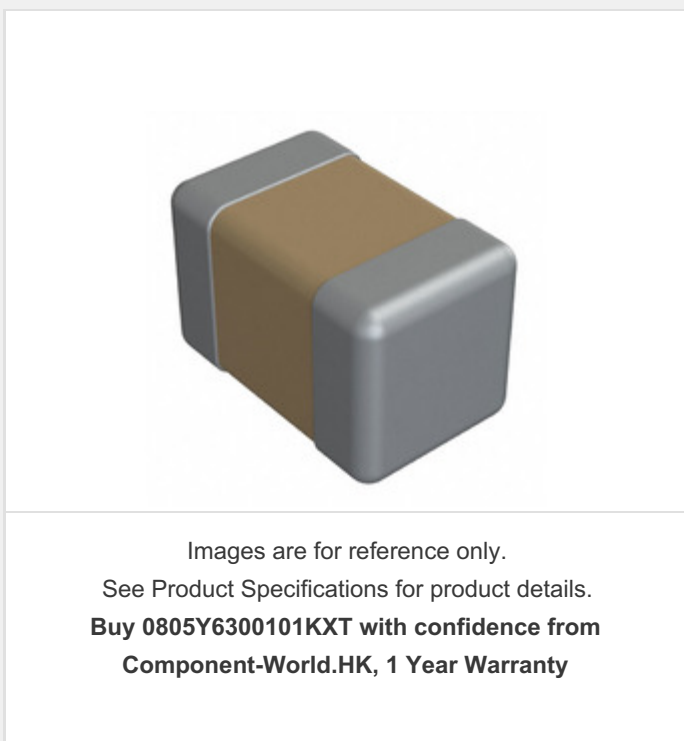 Images are for reference only.
See Product Specifications for product details.
Buy 0805Y6300101KXT with confidence from
Component-World.HK, 1 Year Warranty